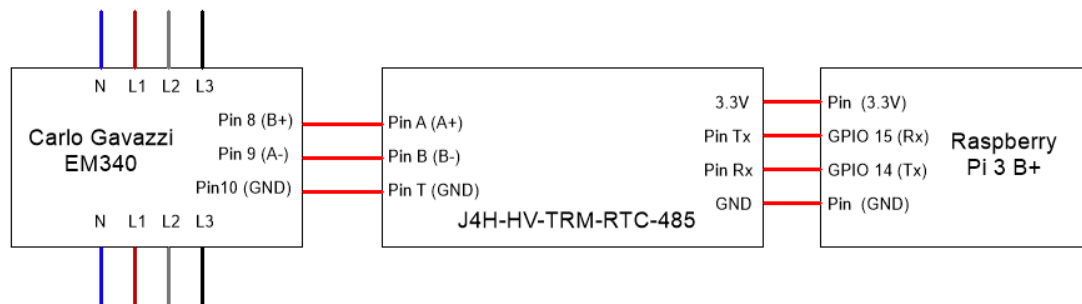 N L1 L2 L3
Carlo Gavazzi
EM340
Pin 8 (B+)
Pin 9 (A-)
Pin10 (GND)
N L1 L2 L3
Pin A (A+)
Pin B (B-)
Pin T (GND)
3.3V
Pin Tx
Pin Rx
GND
J4H-HV-TRM-RTC-485
Pin (3.3V)
GPIO 15 (Rx)
GPIO 14 (Tx)
Pin (GND)
Raspberry
Pi 3 B+